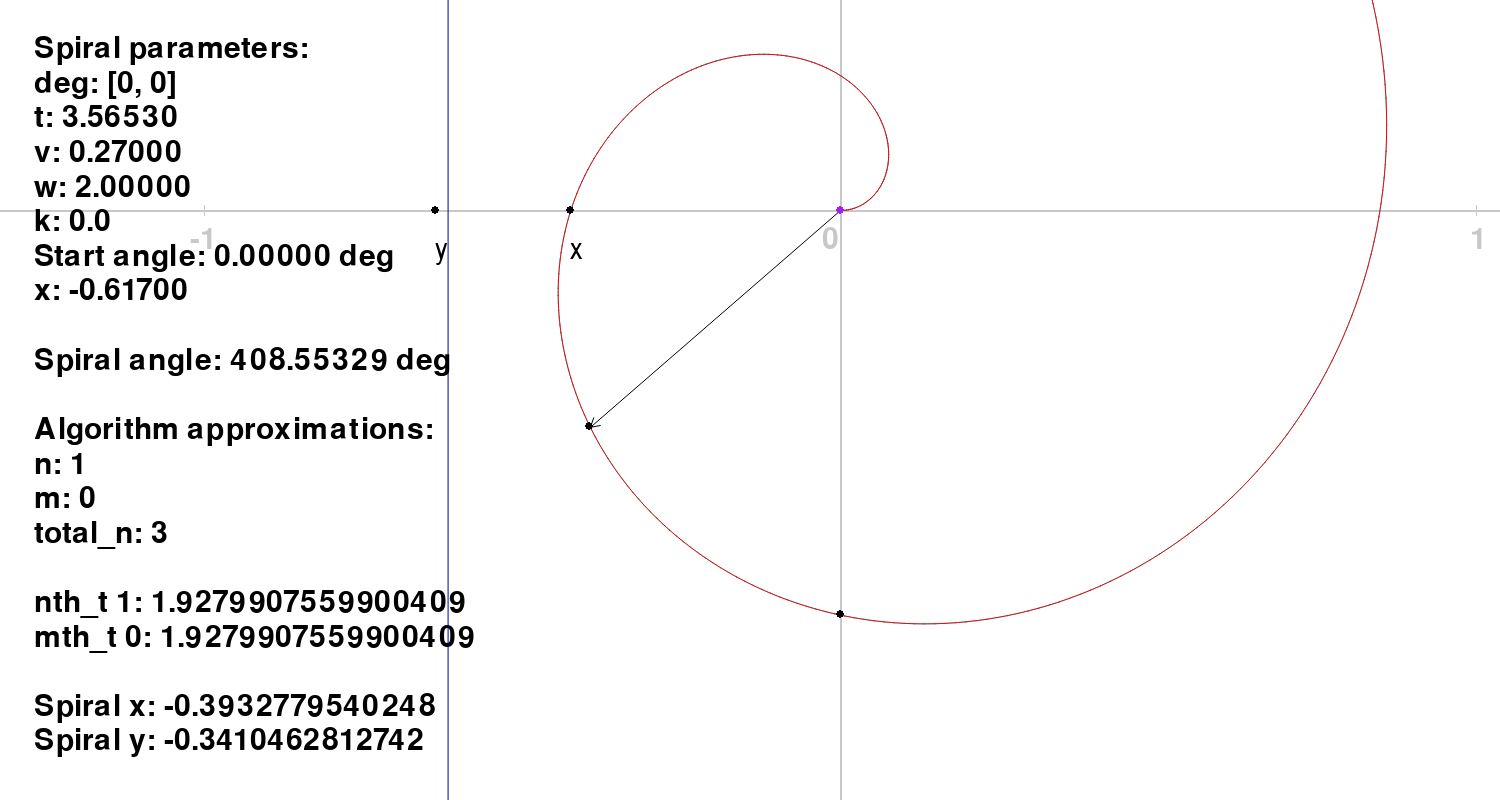 Spiral parameters:
deg: [0, 0]
t: 3.56530
v: 0.27000
w: 2.00000
k: 0.0
-1
0
1
Start angle: 0.00000 deg
y
x
x: -0.61700
Spiral angle: 408.55329 deg
Algorithm approximations:
n: 1
m: 0
total_n: 3
nth_t 1: 1.9279907559900409
mth_t 0: 1.9279907559900409
Spiral x: -0.3932779540248
Spiral y: -0.3410462812742